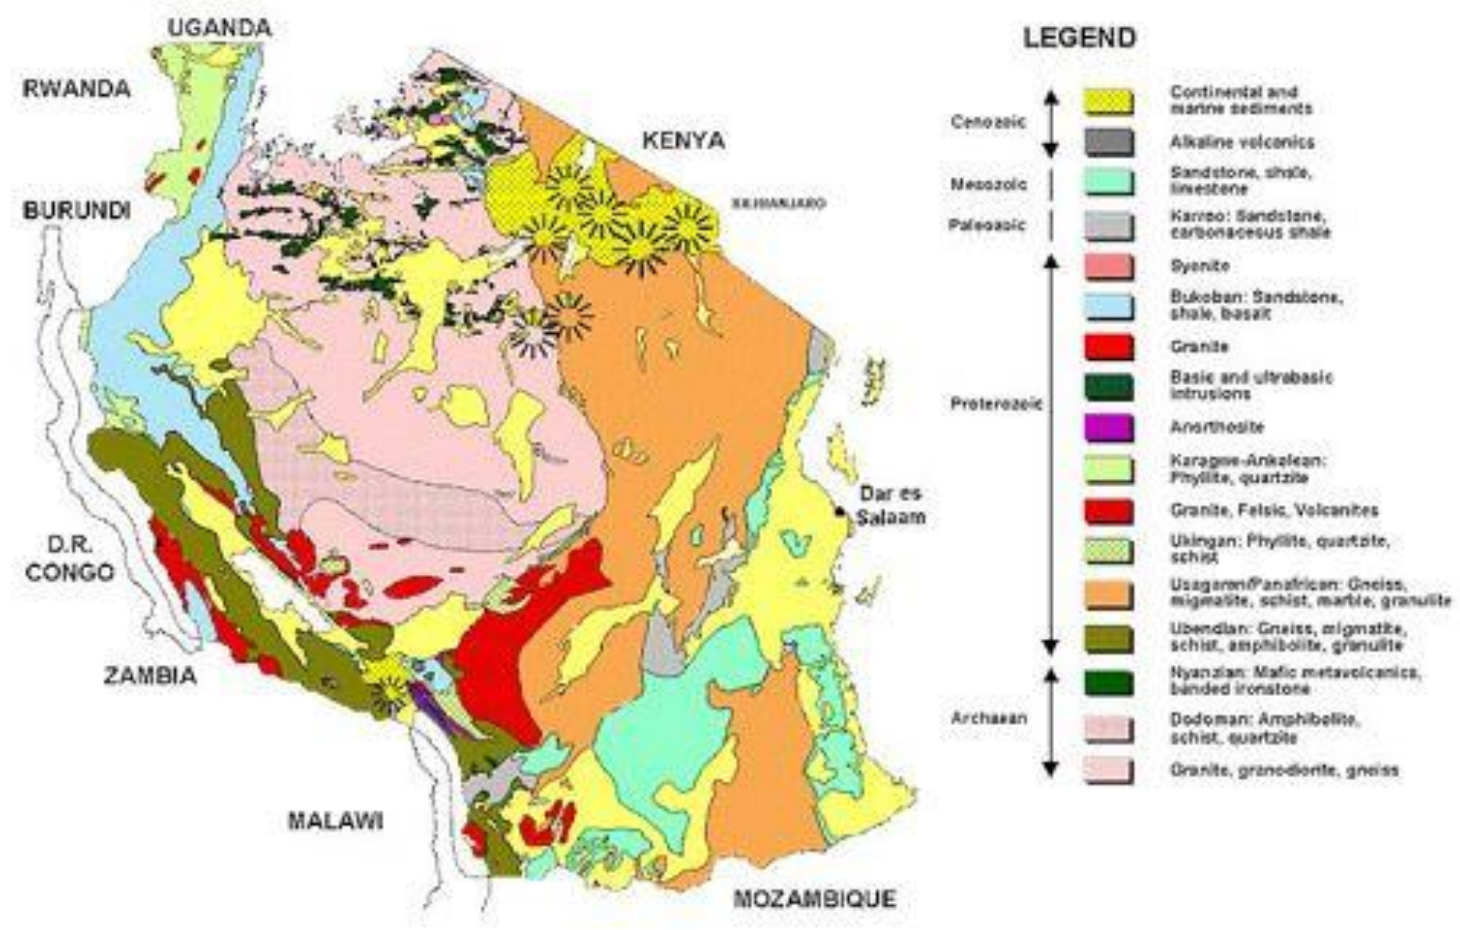 UGANDA
RWANDA
KENYA
KILIMANJARO
BURUNDI
Dar es
Salaam
D.R.
CONGO
ZAMBIA
MALAWI
MOZAMBIQUE
LEGEND
Cenozoic
Continental and
marine sediments
Alkaline volcanics
Mesozoic
Sandstone, shale,
limestone
Paleozoic
Karroo: Sandstone,
carbonaceous shale
Proterozoic
Syenite
Bukoban: Sandstone,
shale, basalt
Granite
Basic and ultrabasic
intrusions
Anorthosite
Karagwe-Ankolean:
Phyllite, quartzite
Granite, Felsic, Volcanites
Ukingan: Phyllite, quartzite,
schist
Usagaran/Panafrican: Gneiss,
migmatite, schist, marble, granulite
Ubendian: Gneiss, migmatite,
schist, amphibolite, granulite
Archaean
Nyanzian: Mafic metavolcanics,
banded ironstone
Dodoman: Amphibolite,
schist, quartzite
Granite, granodiorite, gneiss